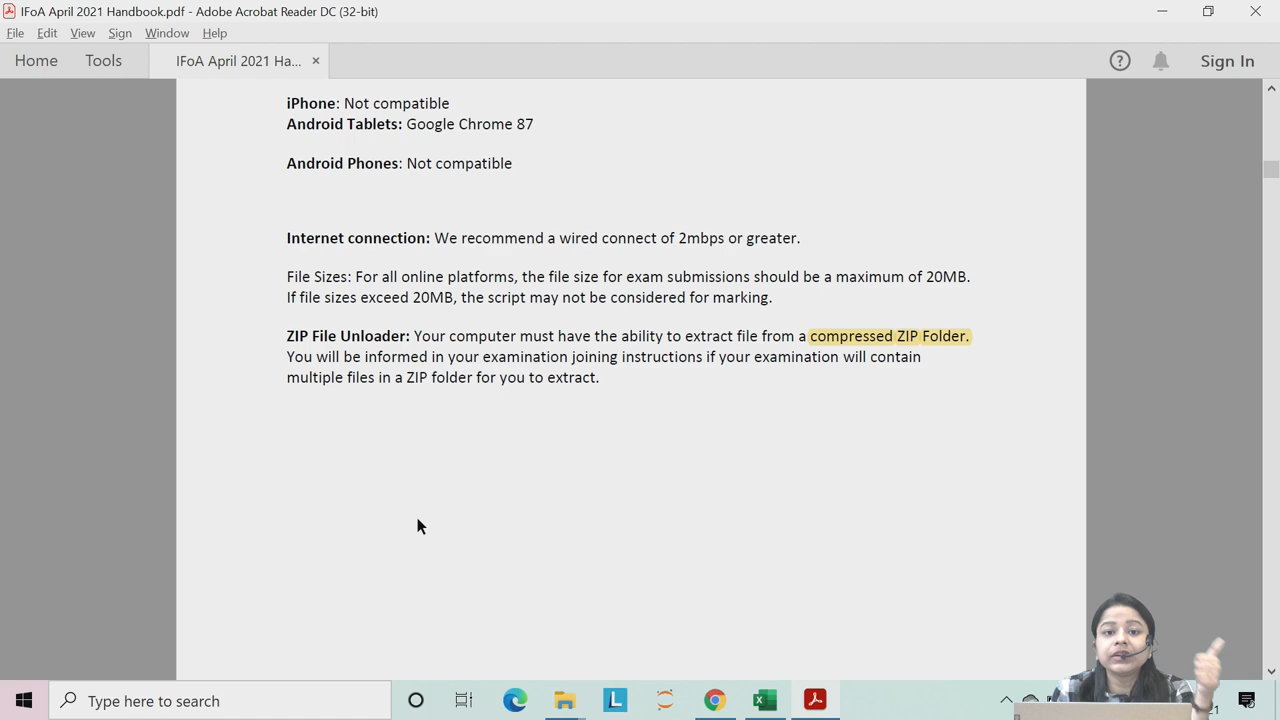 IFoA April 2021 Handbook.pdf - Adobe Acrobat Reader DC (32-bit)
File Edit View Sign Window Help
Home Tools IFoA April 2021 Ha... × Sign In
iPhone: Not compatible
Android Tablets: Google Chrome 87
Android Phones: Not compatible
Internet connection: We recommend a wired connect of 2mbps or greater.
File Sizes: For all online platforms, the file size for exam submissions should be a maximum of 20MB.
If file sizes exceed 20MB, the script may not be considered for marking.
ZIP File Unloader: Your computer must have the ability to extract file from a compressed ZIP Folder.
You will be informed in your examination joining instructions if your examination will contain
multiple files in a ZIP folder for you to extract.
Type here to search